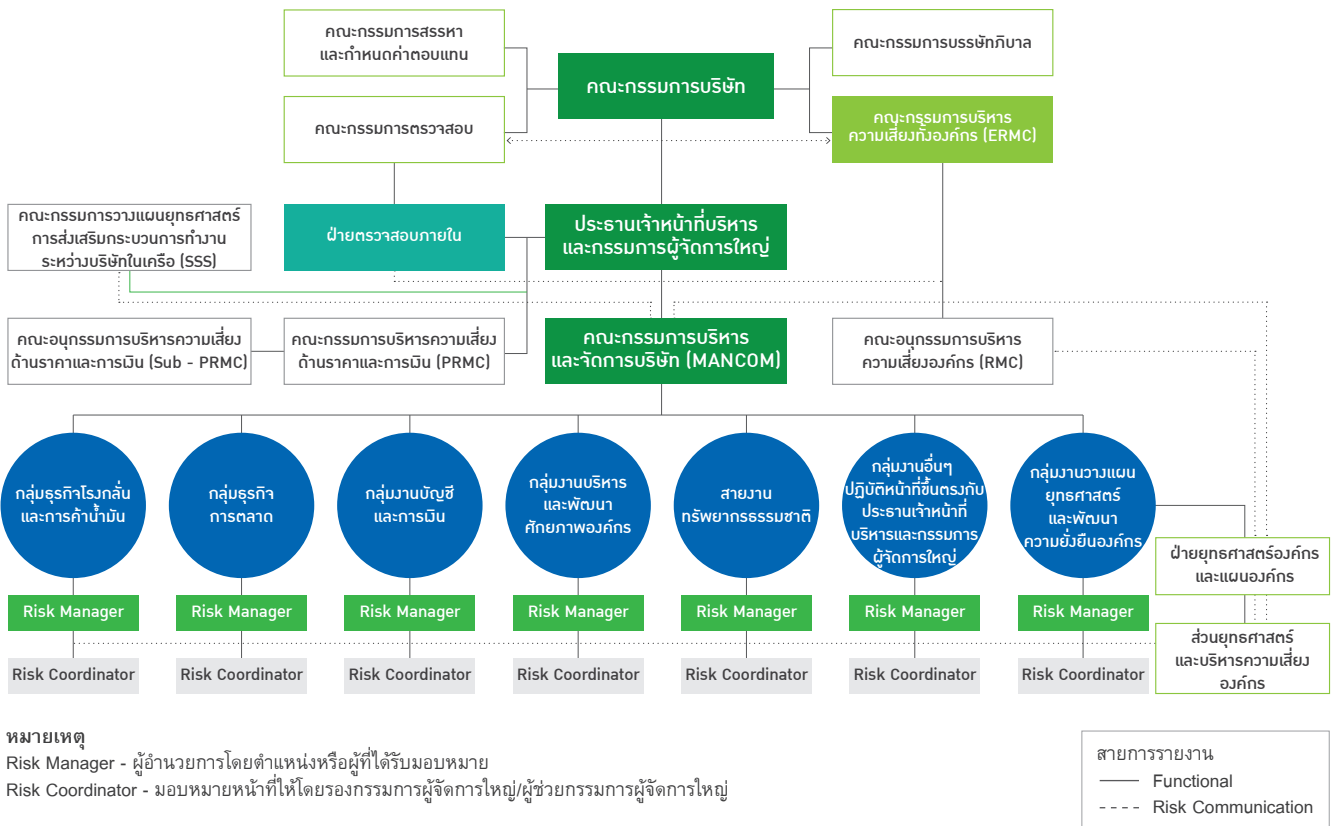 คณะกรรมการสรรหา
และกำหนดค่าตอบแทน
คณะกรรมการบริษัท
คณะกรรมการบรรษัทภิบาล
คณะกรรมการตรวจสอบ
คณะกรรมการบริหาร
ความเสี่ยงทั้งองค์กร (ERMC)
คณะกรรมการวางแผนยุทธศาสตร์
การส่งเสริมกระบวนการทำงาน
ระหว่างบริษัทในเครือ (SSS)
ฝ่ายตรวจสอบภายใน
ประธานเจ้าหน้าที่บริหาร
และกรรมการผู้จัดการใหญ่
คณะอนุกรรมการบริหารความเสี่ยง
ด้านราคาและการเงิน (Sub - PRMC)
คณะกรรมการบริหารความเสี่ยง
ด้านราคาและการเงิน (PRMC)
คณะกรรมการบริหาร
และจัดการบริษัท (MANCOM)
คณะอนุกรรมการบริหาร
ความเสี่ยงองค์กร (RMC)
กลุ่มธุรกิจโรงกลั่น
และการค้าน้ำมัน
กลุ่มธุรกิจ
การตลาด
กลุ่มงานบัญชี
และการเงิน
กลุ่มงานบริหาร
และพัฒนา
ศักยภาพองค์กร
สายงาน
ทรัพยากรธรรมชาติ
กลุ่มงานอื่นๆ
ปฏิบัติหน้าที่ขึ้นตรงกับ
ประธานเจ้าหน้าที่
บริหารและกรรมการ
ผู้จัดการใหญ่
กลุ่มงานวางแผน
ยุทธศาสตร์
และพัฒนา
ความยั่งยืนองค์กร
ฝ่ายยุทธศาสตร์องค์กร
และแผนองค์กร
Risk Manager
Risk Manager
Risk Manager
Risk Manager
Risk Manager
Risk Manager
Risk Manager
ส่วนยุทธศาสตร์
และบริหารความเสี่ยง
องค์กร
Risk Coordinator
Risk Coordinator
Risk Coordinator
Risk Coordinator
Risk Coordinator
Risk Coordinator
Risk Coordinator
หมายเหตุ
Risk Manager - ผู้อำนวยการโดยตำแหน่งหรือผู้ที่ได้รับมอบหมาย
Risk Coordinator - มอบหมายหน้าที่ให้โดยรองกรรมการผู้จัดการใหญ่/ผู้ช่วยกรรมการผู้จัดการใหญ่
สายการรายงาน
Functional
Risk Communication